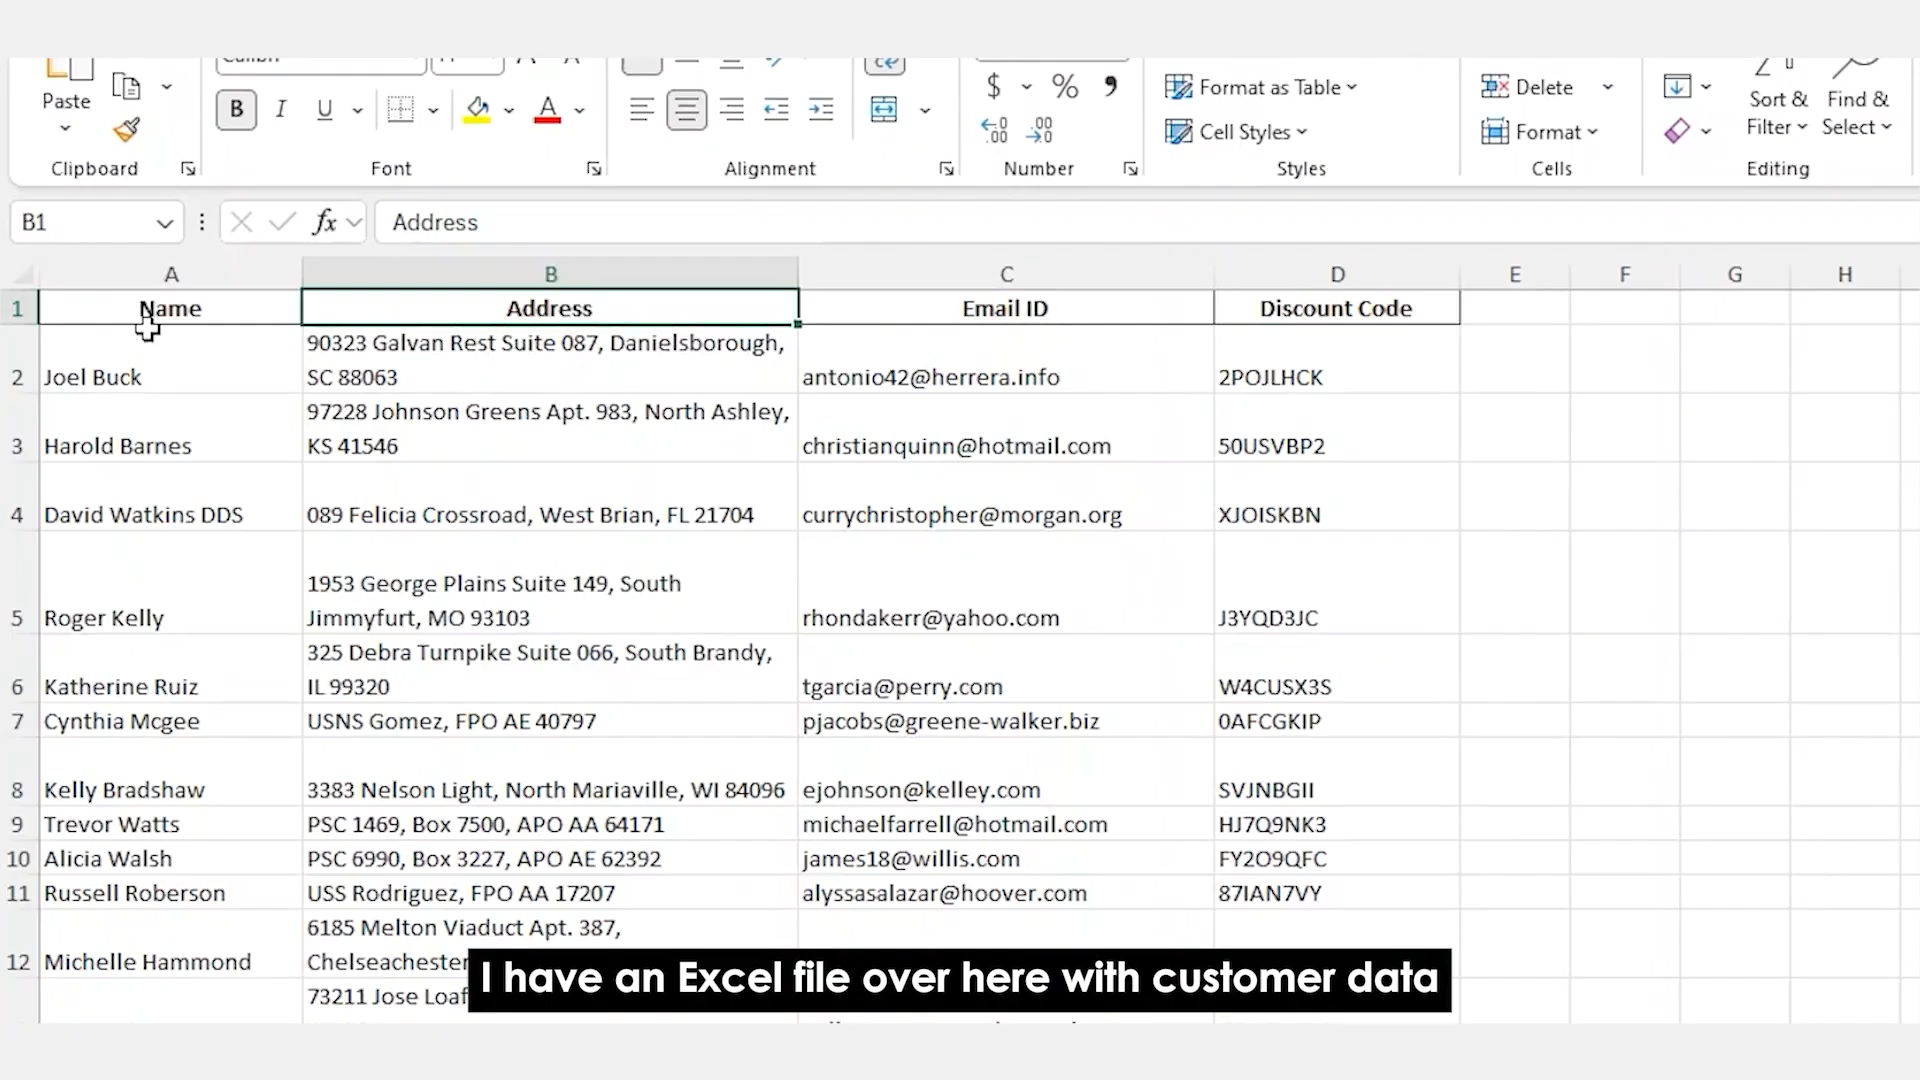 Paste
B I U
A
$ % 9
Format as Table
Delete
Sort & Find &
Cell Styles
Format
Filter Select
Clipboard Font Alignment Number Styles Cells Editing
B1 fx Address
A B C D E F G H
1 Name Address Email ID Discount Code
90323 Galvan Rest Suite 087, Danielsborough,
2 Joel Buck SC 88063 antonio42@herrera.info 2POJLHCK
97228 Johnson Greens Apt. 983, North Ashley,
3 Harold Barnes KS 41546 christianquinn@hotmail.com 50USVBP2
4 David Watkins DDS 089 Felicia Crossroad, West Brian, FL 21704 currychristopher@morgan.org XJOISKBN
1953 George Plains Suite 149, South
5 Roger Kelly Jimmyfurt, MO 93103 rhondakerr@yahoo.com J3YQD3JC
325 Debra Turnpike Suite 066, South Brandy,
6 Katherine Ruiz IL 99320 tgarcia@perry.com W4CUSX3S
7 Cynthia Mcgee USNS Gomez, FPO AE 40797 pjacobs@greene-walker.biz 0AFCGKIP
8 Kelly Bradshaw 3383 Nelson Light, North Mariaville, WI 84096 ejohnson@kelley.com SVJNBGII
9 Trevor Watts PSC 1469, Box 7500, APO AA 64171 michaelfarrell@hotmail.com HJ7Q9NK3
10 Alicia Walsh PSC 6990, Box 3227, APO AE 62392 james18@willis.com FY2O9QFC
11 Russell Roberson USS Rodriguez, FPO AA 17207 alyssasalazar@hoover.com 87IAN7VY
6185 Melton Viaduct Apt. 387,
12 Michelle Hammond Chelseachester
73211 Jose Loaf
I have an Excel file over here with customer data